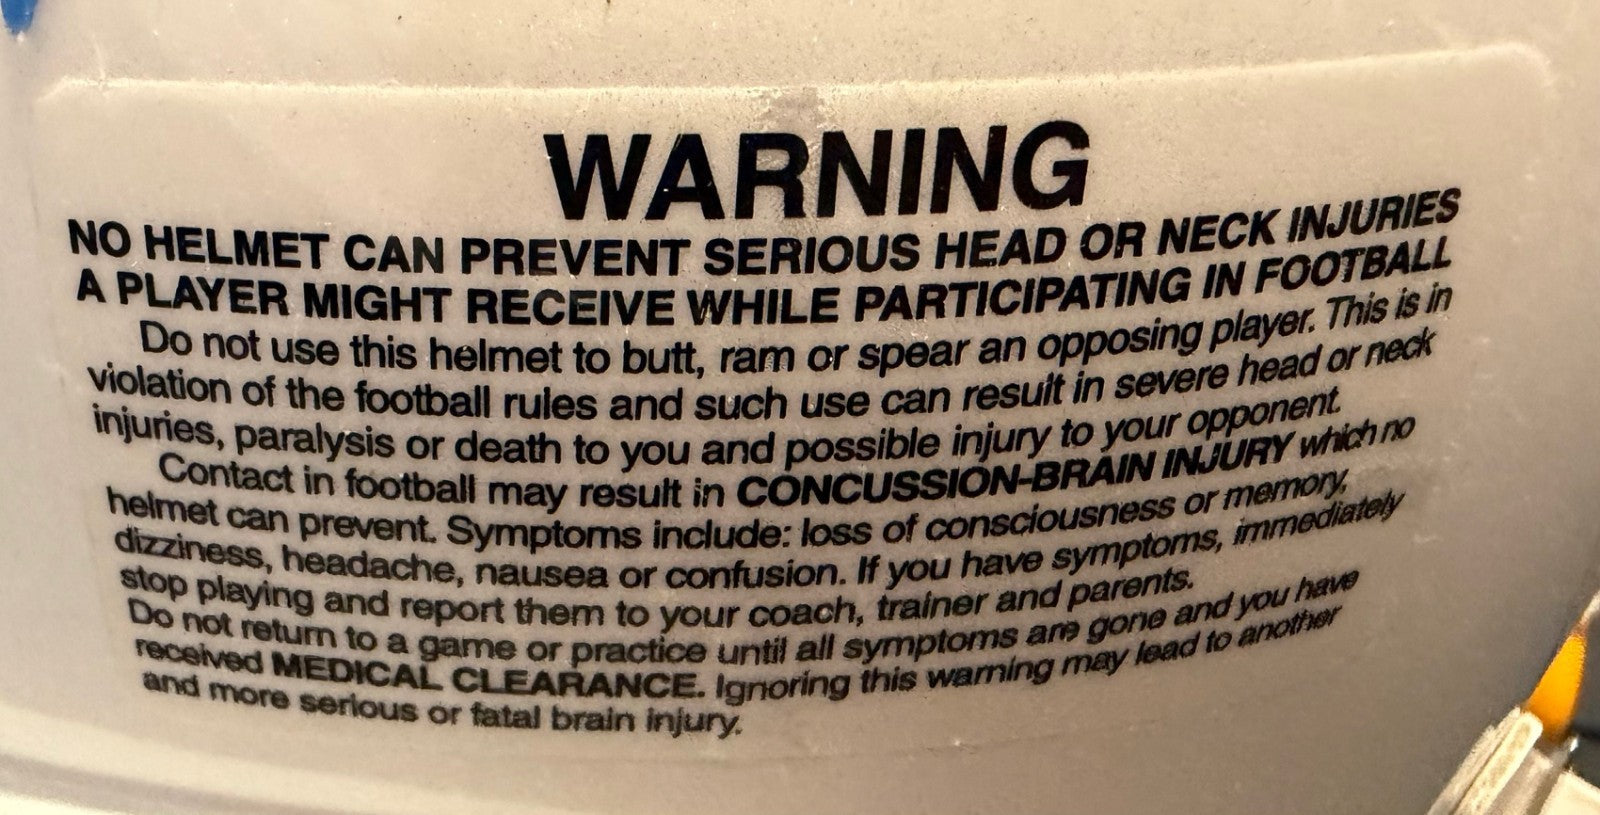 WARNING
NO HELMET CAN PREVENT SERIOUS HEAD OR NECK INJURIES
A PLAYER MIGHT RECEIVE WHILE PARTICIPATING IN FOOTBALL
Do not use this helmet to butt, ram or spear an opposing player. This is in
violation of the football rules and such use can result in severe head or neck
injuries, paralysis or death to you and possible injury to your opponent.
Contact in football may result in CONCUSSION-BRAIN INJURY which no
helmet can prevent. Symptoms include: loss of consciousness or memory,
dizziness, headache, nausea or confusion. If you have symptoms, immediately
stop playing and report them to your coach, trainer and parents.
Do not return to a game or practice until all symptoms are gone and you have
received MEDICAL CLEARANCE. Ignoring this warning may lead to another
and more serious or fatal brain injury.